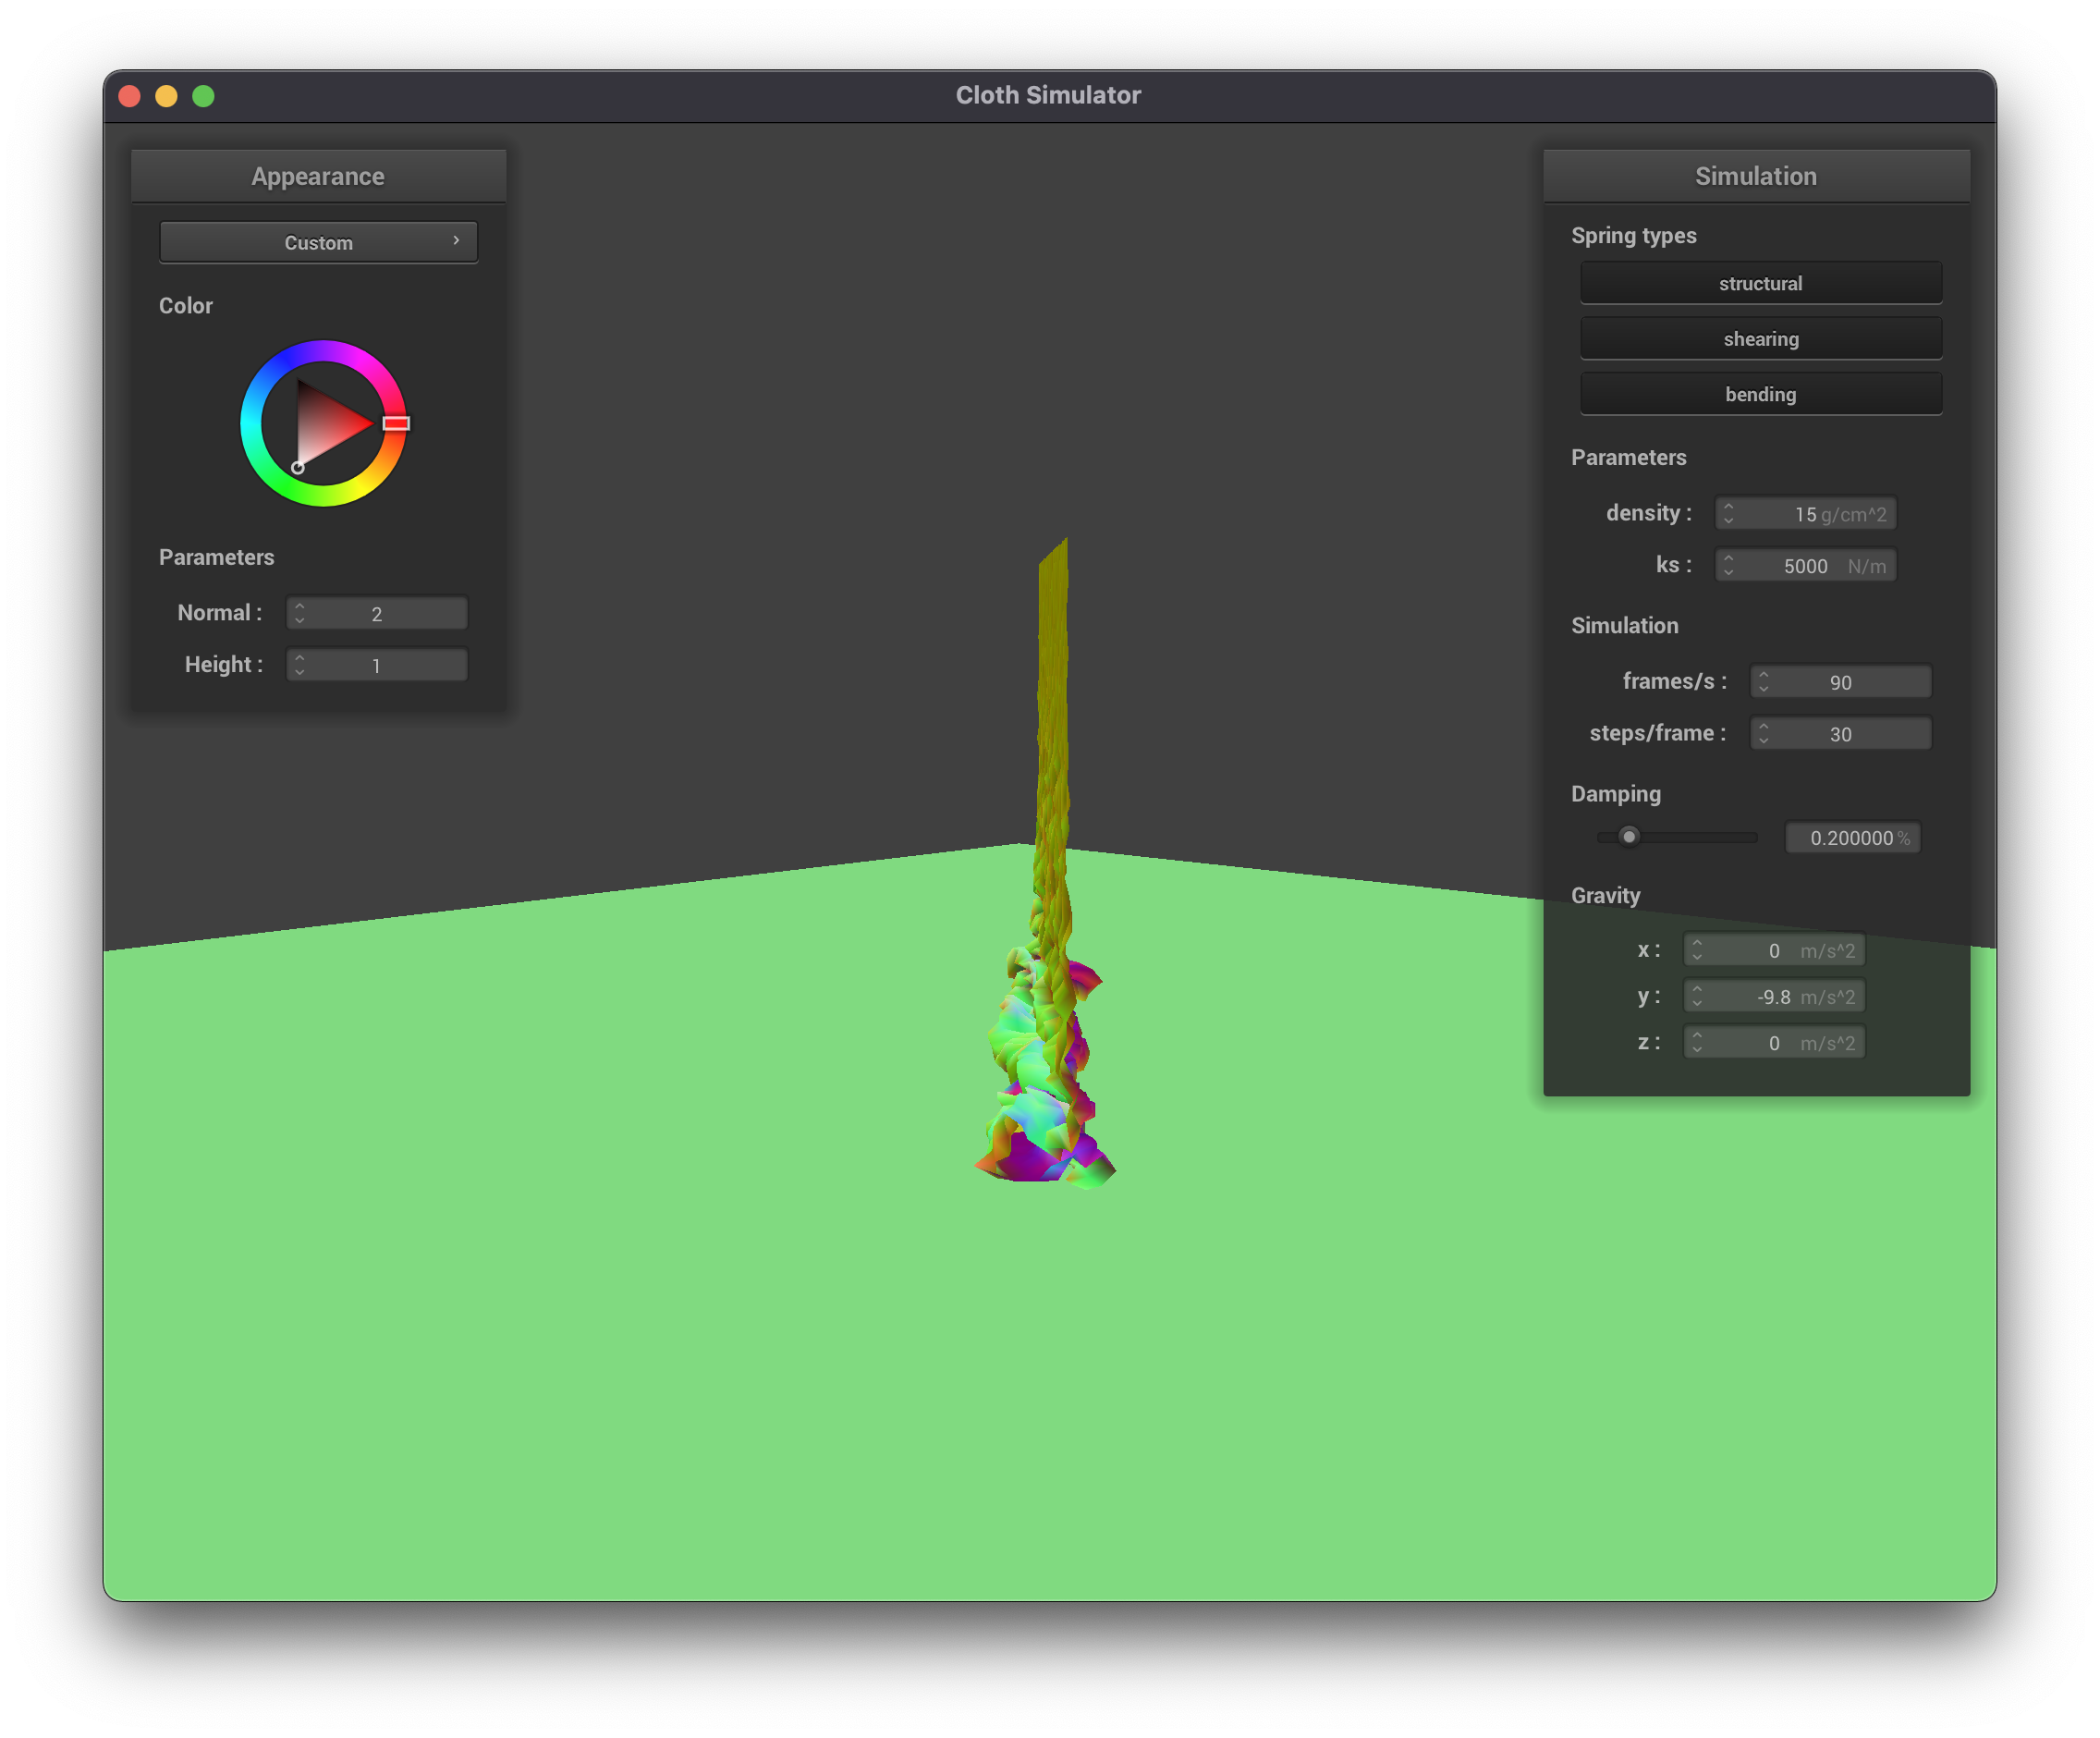 Cloth Simulator
Appearance
Custom
Color
Parameters
Normal : 2
Height : 1
Simulation
Spring types
structural
shearing
bending
Parameters
density : 15 g/cm^2
ks : 5000 N/m
Simulation
frames/s : 90
steps/frame : 30
Damping
0.200000 %
Gravity
x : 0 m/s^2
y : -9.8 m/s^2
z : 0 m/s^2